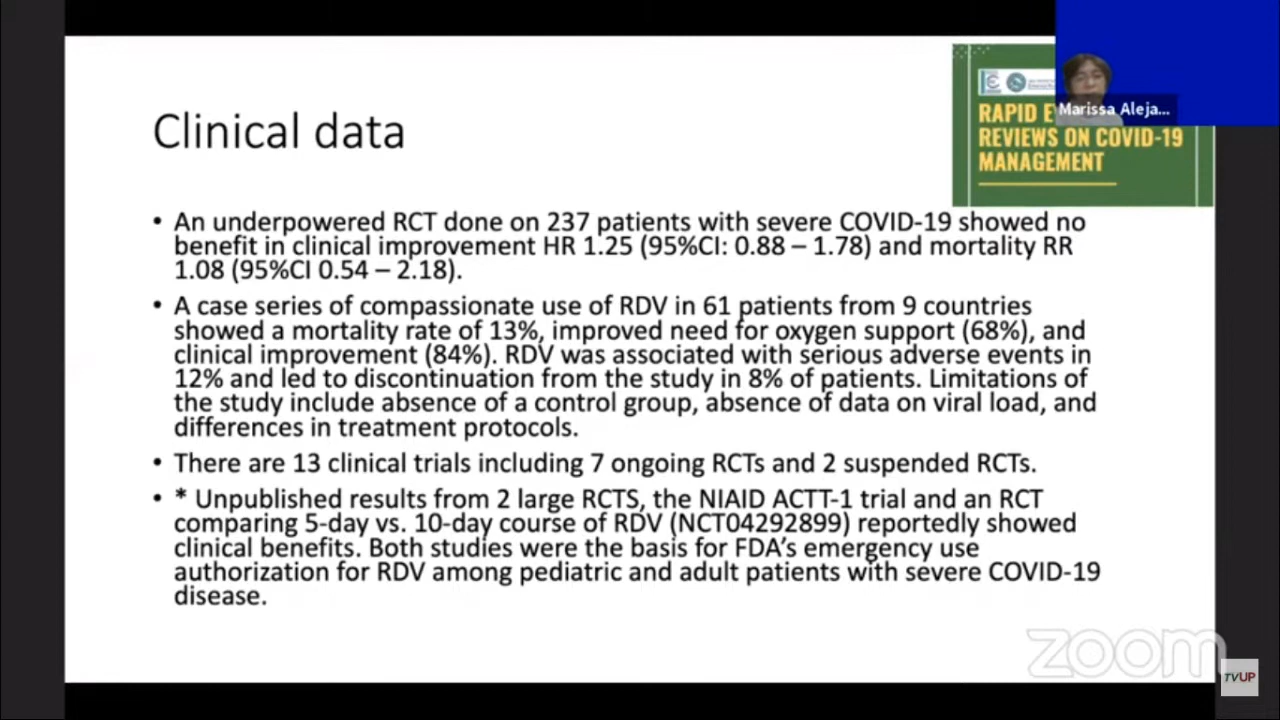 Clinical data
RAPID E
REVIEWS ON COVID-19
MANAGEMENT
Marissa Aleja...
• An underpowered RCT done on 237 patients with severe COVID-19 showed no
benefit in clinical improvement HR 1.25 (95%CI: 0.88 – 1.78) and mortality RR
1.08 (95%CI 0.54 – 2.18).
• A case series of compassionate use of RDV in 61 patients from 9 countries
showed a mortality rate of 13%, improved need for oxygen support (68%), and
clinical improvement (84%). RDV was associated with serious adverse events in
12% and led to discontinuation from the study in 8% of patients. Limitations of
the study include absence of a control group, absence of data on viral load, and
differences in treatment protocols.
• There are 13 clinical trials including 7 ongoing RCTs and 2 suspended RCTs.
• * Unpublished results from 2 large RCTS, the NIAID ACTT-1 trial and an RCT
comparing 5-day vs. 10-day course of RDV (NCT04292899) reportedly showed
clinical benefits. Both studies were the basis for FDA’s emergency use
authorization for RDV among pediatric and adult patients with severe COVID-19
disease.
zoom
TVUP